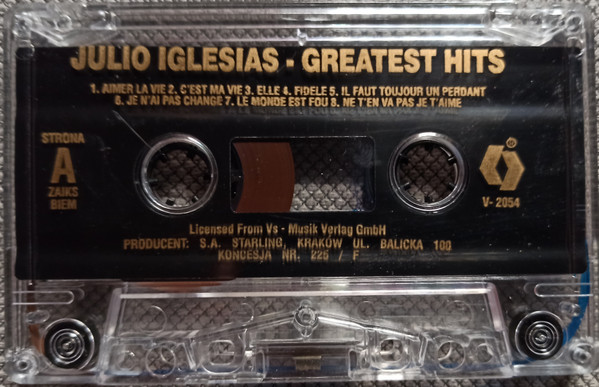 JULIO IGLESIAS - GREATEST HITS
1. AIMER LA VIE 2. C'EST MA VIE 3. ELLE 4. FIDELE 5. IL FAUT TOUJOUR UN PERDANT
6. JE N'AI PAS CHANGE 7. LE MONDE EST FOU 8. NE T'EN VA PAS JE T'AIME
STRONA
A
ZAIKS
BIEM
®
V-2054
Licensed From Vs - Musik Verlag GmbH
PRODUCENT: S.A. STARLING, KRAKÓW UL. BALICKA 100
KONCESJA NR. 225 / F